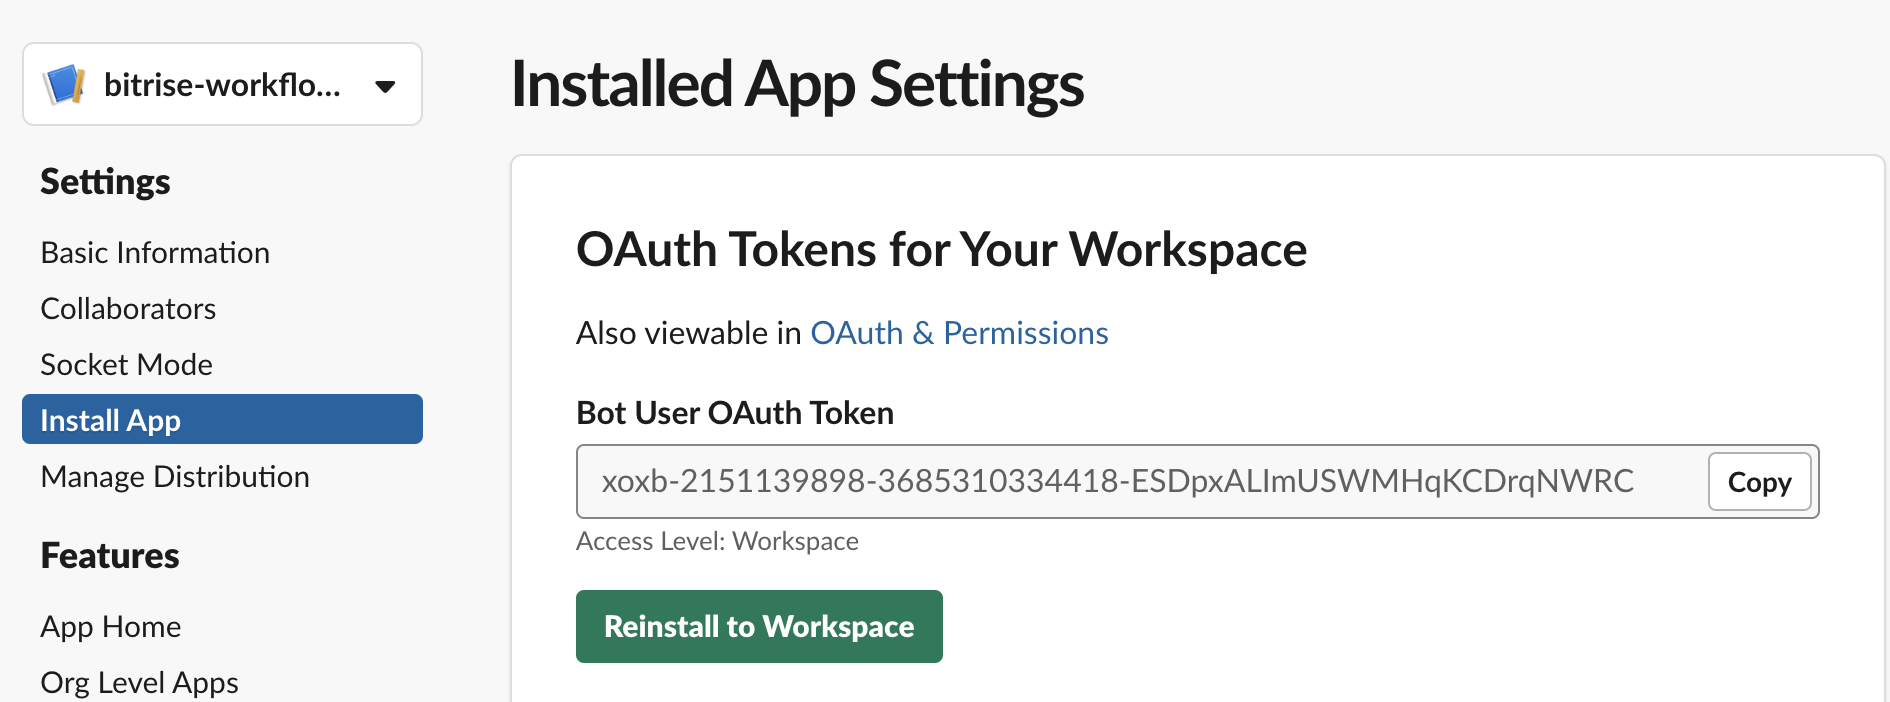 bitrise-workflo...
Settings
Basic Information
Collaborators
Socket Mode
Install App
Manage Distribution
Features
App Home
Org Level Apps
Installed App Settings
OAuth Tokens for Your Workspace
Also viewable in OAuth & Permissions
Bot User OAuth Token
xoxb-2151139898-3685310334418-ESDpxALImUSWMHqKCDrqNWRC
Copy
Access Level: Workspace
Reinstall to Workspace